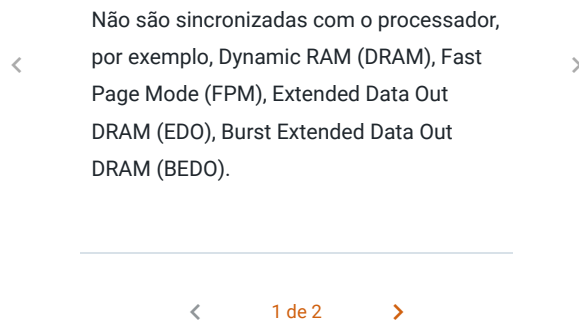 Não são sincronizadas com o processador,
por exemplo, Dynamic RAM (DRAM), Fast
Page Mode (FPM), Extended Data Out
DRAM (EDO), Burst Extended Data Out
DRAM (BEDO).
1 de 2